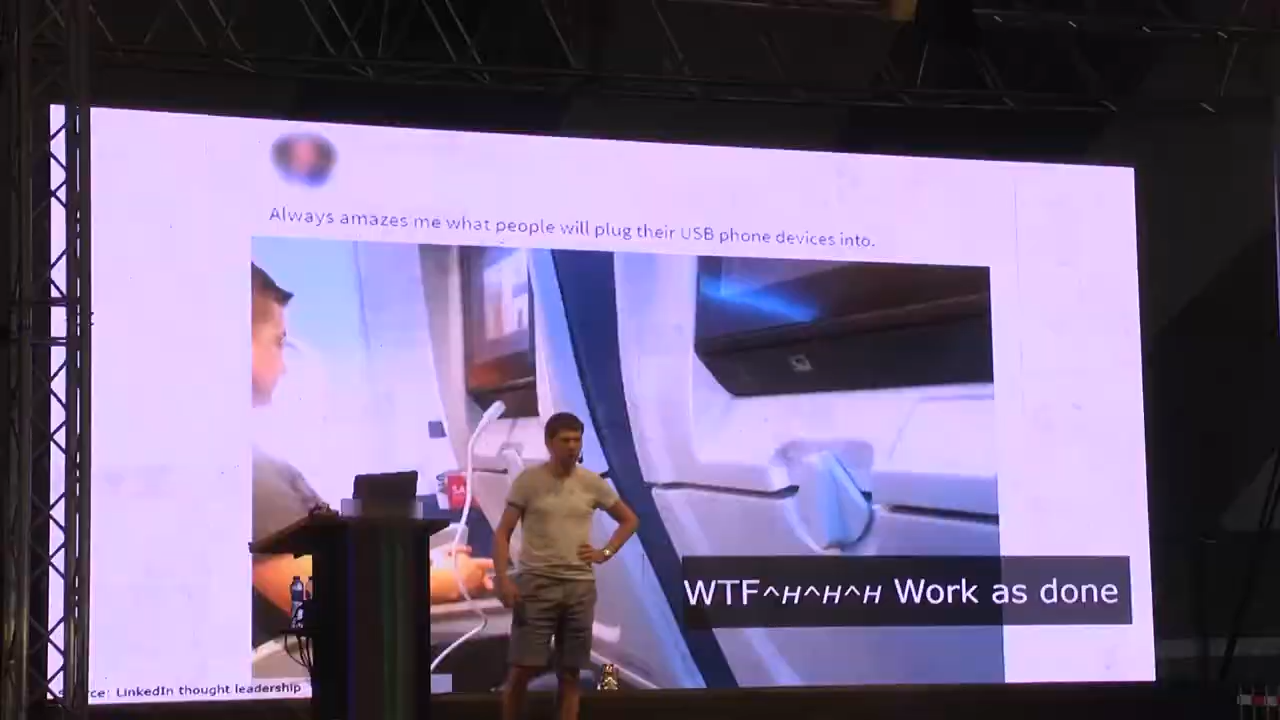 Always amazes me what people will plug their USB phone devices into.
SA
WTF^H^H^H Work as done
LinkedIn thought leadership